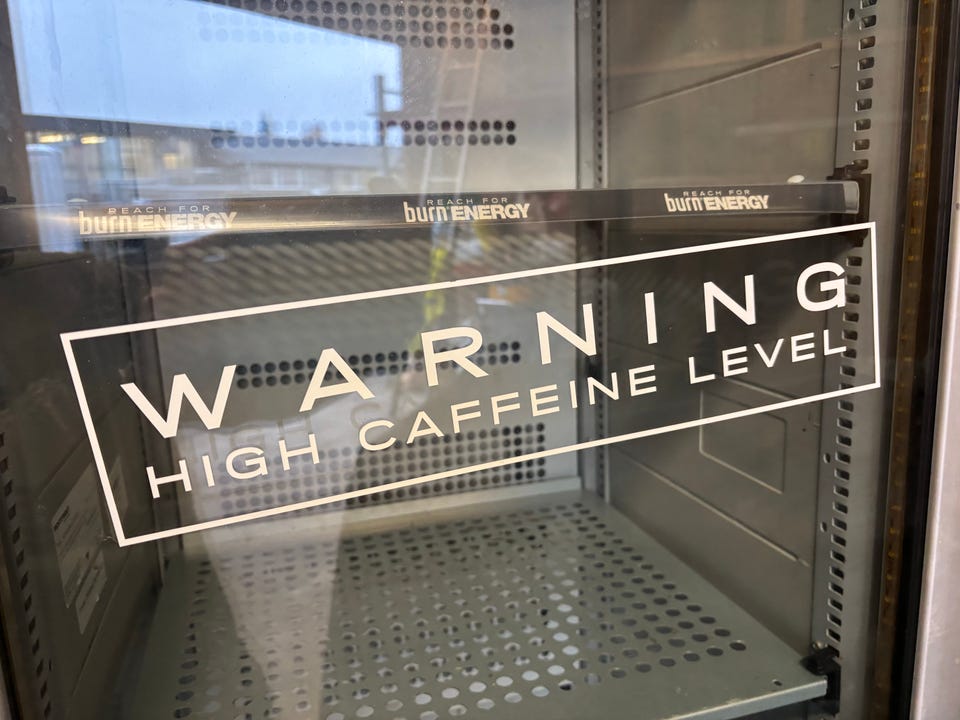 REACH FOR
burn ENERGY
REACH FOR
burn ENERGY
REACH FOR
burn ENERGY
WARNING
HIGH CAFFEINE LEVEL